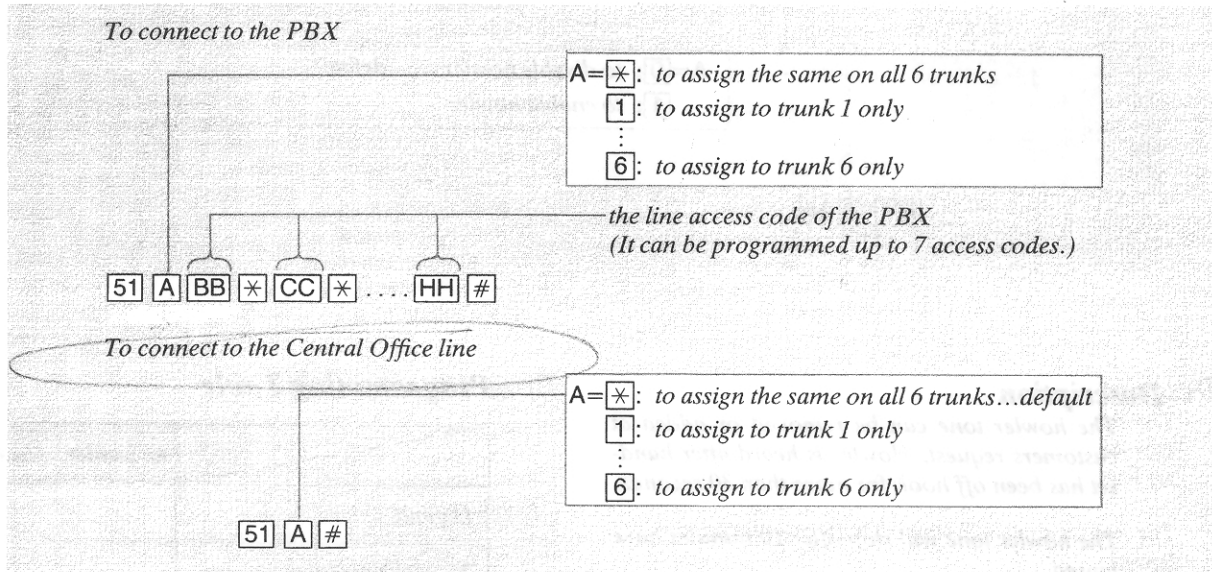 To connect to the PBX
A=[*]: to assign the same on all 6 trunks
[1]: to assign to trunk 1 only
⋮
[6]: to assign to trunk 6 only
the line access code of the PBX
(It can be programmed up to 7 access codes.)
[51] [A] [BB] [*] [CC] [*] .... [HH] [#]
To connect to the Central Office line
A=[*]: to assign the same on all 6 trunks...default
[1]: to assign to trunk 1 only
⋮
[6]: to assign to trunk 6 only
[51] [A] [#]